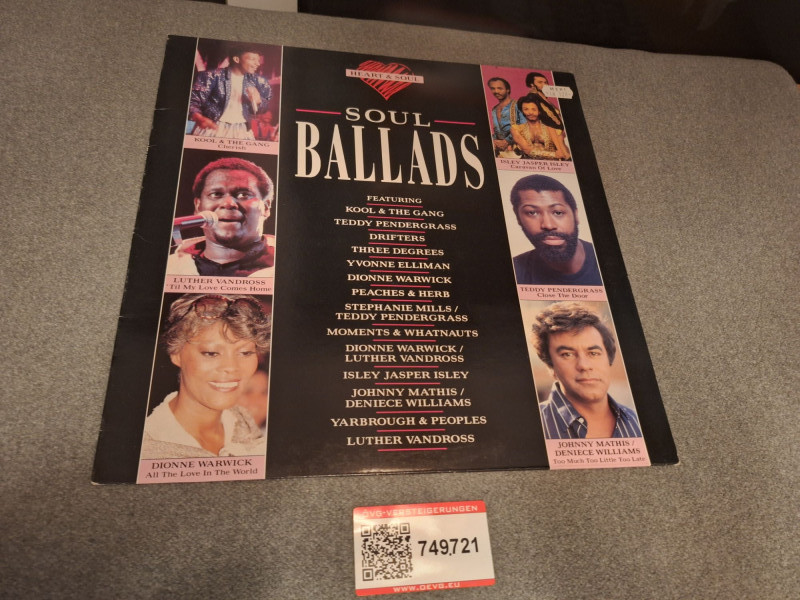 HEART & SOUL
SOUL
BALLADS
FEATURING
KOOL & THE GANG
TEDDY PENDERGRASS
DRIFTERS
THREE DEGREES
YVONNE ELLIMAN
DIONNE WARWICK
PEACHES & HERB
STEPHANIE MILLS /
TEDDY PENDERGRASS
MOMENTS & WHATNAUTS
DIONNE WARWICK /
LUTHER VANDROSS
ISLEY JASPER ISLEY
JOHNNY MATHIS /
DENIECE WILLIAMS
YARBROUGH & PEOPLES
LUTHER VANDROSS
KOOL & THE GANG
Cherish
LUTHER VANDROSS
Til My Love Comes Home
DIONNE WARWICK
All The Love In The World
ISLEY JASPER ISLEY
Caravan Of Love
TEDDY PENDERGRASS
Close The Door
JOHNNY MATHIS /
DENIECE WILLIAMS
Too Much Too Little Too Late
DVG-VERSTEIGERUNGEN
749,721
WWW.DEVG.EU